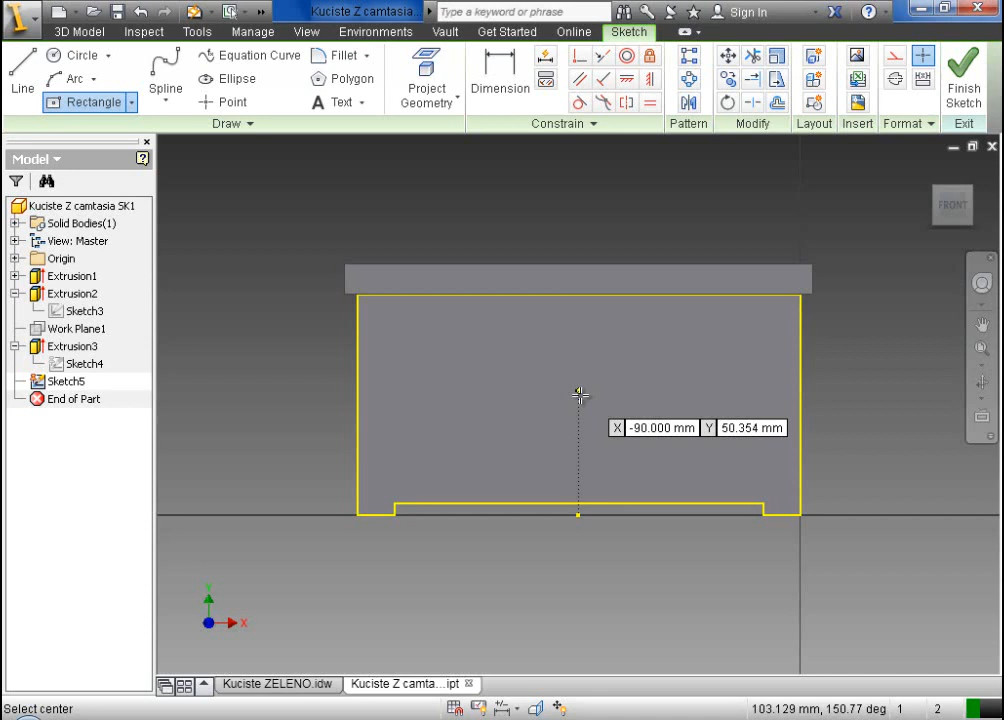 Kuciste Z camtasia.
Type a keyword or phrase
Sign In
3D Model Inspect Tools Manage View Environments Vault Get Started Online Sketch
Line
Circle
Arc
Rectangle
Spline
Equation Curve
Ellipse
Point
Fillet
Polygon
A Text
Project Geometry
Dimension
Finish Sketch
Draw Constrain Pattern Modify Layout Insert Format Exit
Model
Kuciste Z camtasia SK1
Solid Bodies(1)
View: Master
Origin
Extrusion1
Extrusion2
Sketch3
Work Plane1
Extrusion3
Sketch4
Sketch5
End of Part
FRONT
X -90.000 mm Y 50.354 mm
Y
X
Kuciste ZELENO.idw Kuciste Z camta...ipt
Select center 103.129 mm, 150.77 deg 1 2